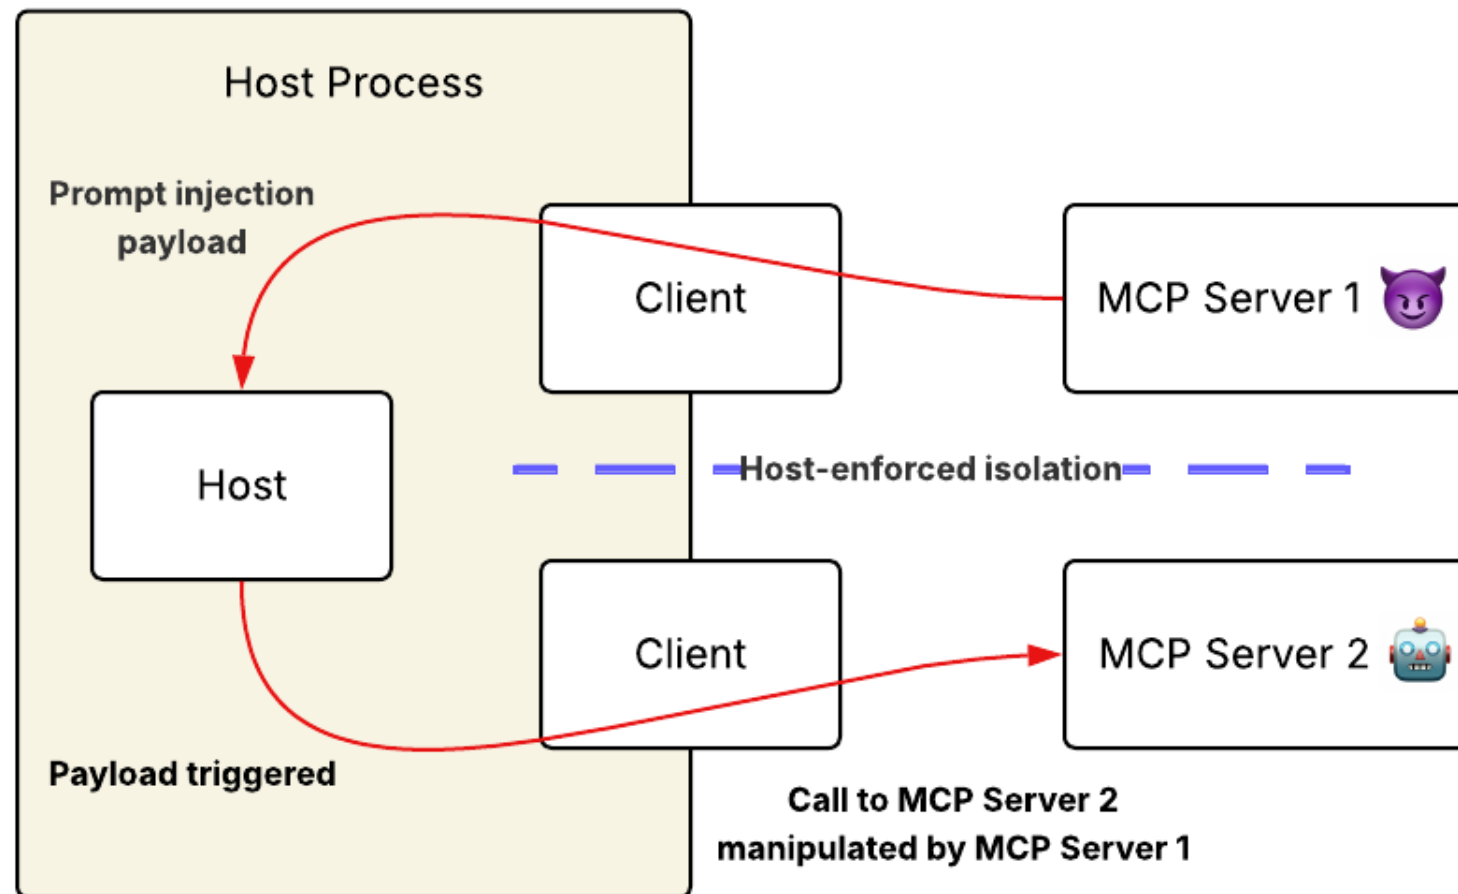 Host Process
Prompt injection
payload
Client
MCP Server 1
Host
Host-enforced isolation
Client
MCP Server 2
Payload triggered
Call to MCP Server 2
manipulated by MCP Server 1